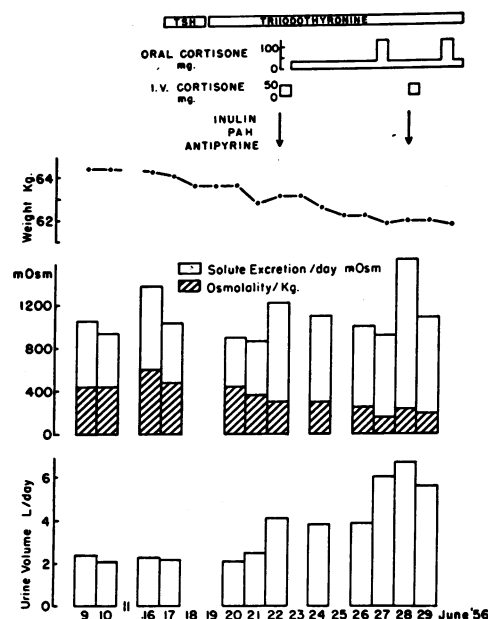 TSH TRIIODOTHYRONINE
ORAL CORTISONE mg. 100 0
I.V. CORTISONE mg. 50 0
INULIN
PAH
ANTIPYRINE
Weight Kg. 64 62
mOsm 1200 800 400 0
Solute Excretion/day mOsm
Osmolality/Kg.
Urine Volume L/day 6 4 2 0
9 10 11 16 17 18 19 20 21 22 23 24 25 26 27 28 29 June '56